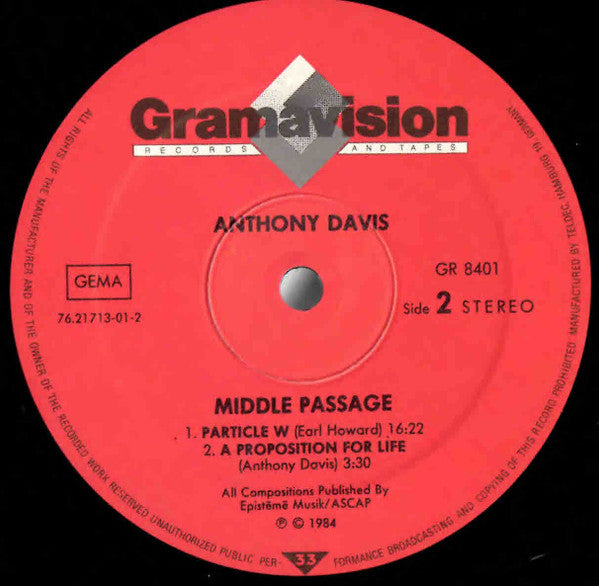 Gramavision
RECORDS AND TAPES
ANTHONY DAVIS
GEMA
76.21713-01-2
GR 8401
Side 2 STEREO
MIDDLE PASSAGE
1. PARTICLE W (Earl Howard) 16:22
2. A PROPOSITION FOR LIFE
(Anthony Davis) 3:30
All Compositions Published By
Epistēmē Musik/ASCAP
℗ © 1984
ALL RIGHTS OF THE MANUFACTURER AND OF THE OWNER OF THE RECORDED WORK RESERVED UNAUTHORIZED PUBLIC PER- 33 FORMANCE BROADCASTING AND COPYING OF THIS RECORD PROHIBITED MANUFACTURED BY TELDEC, HAMBURG 19 GERMANY